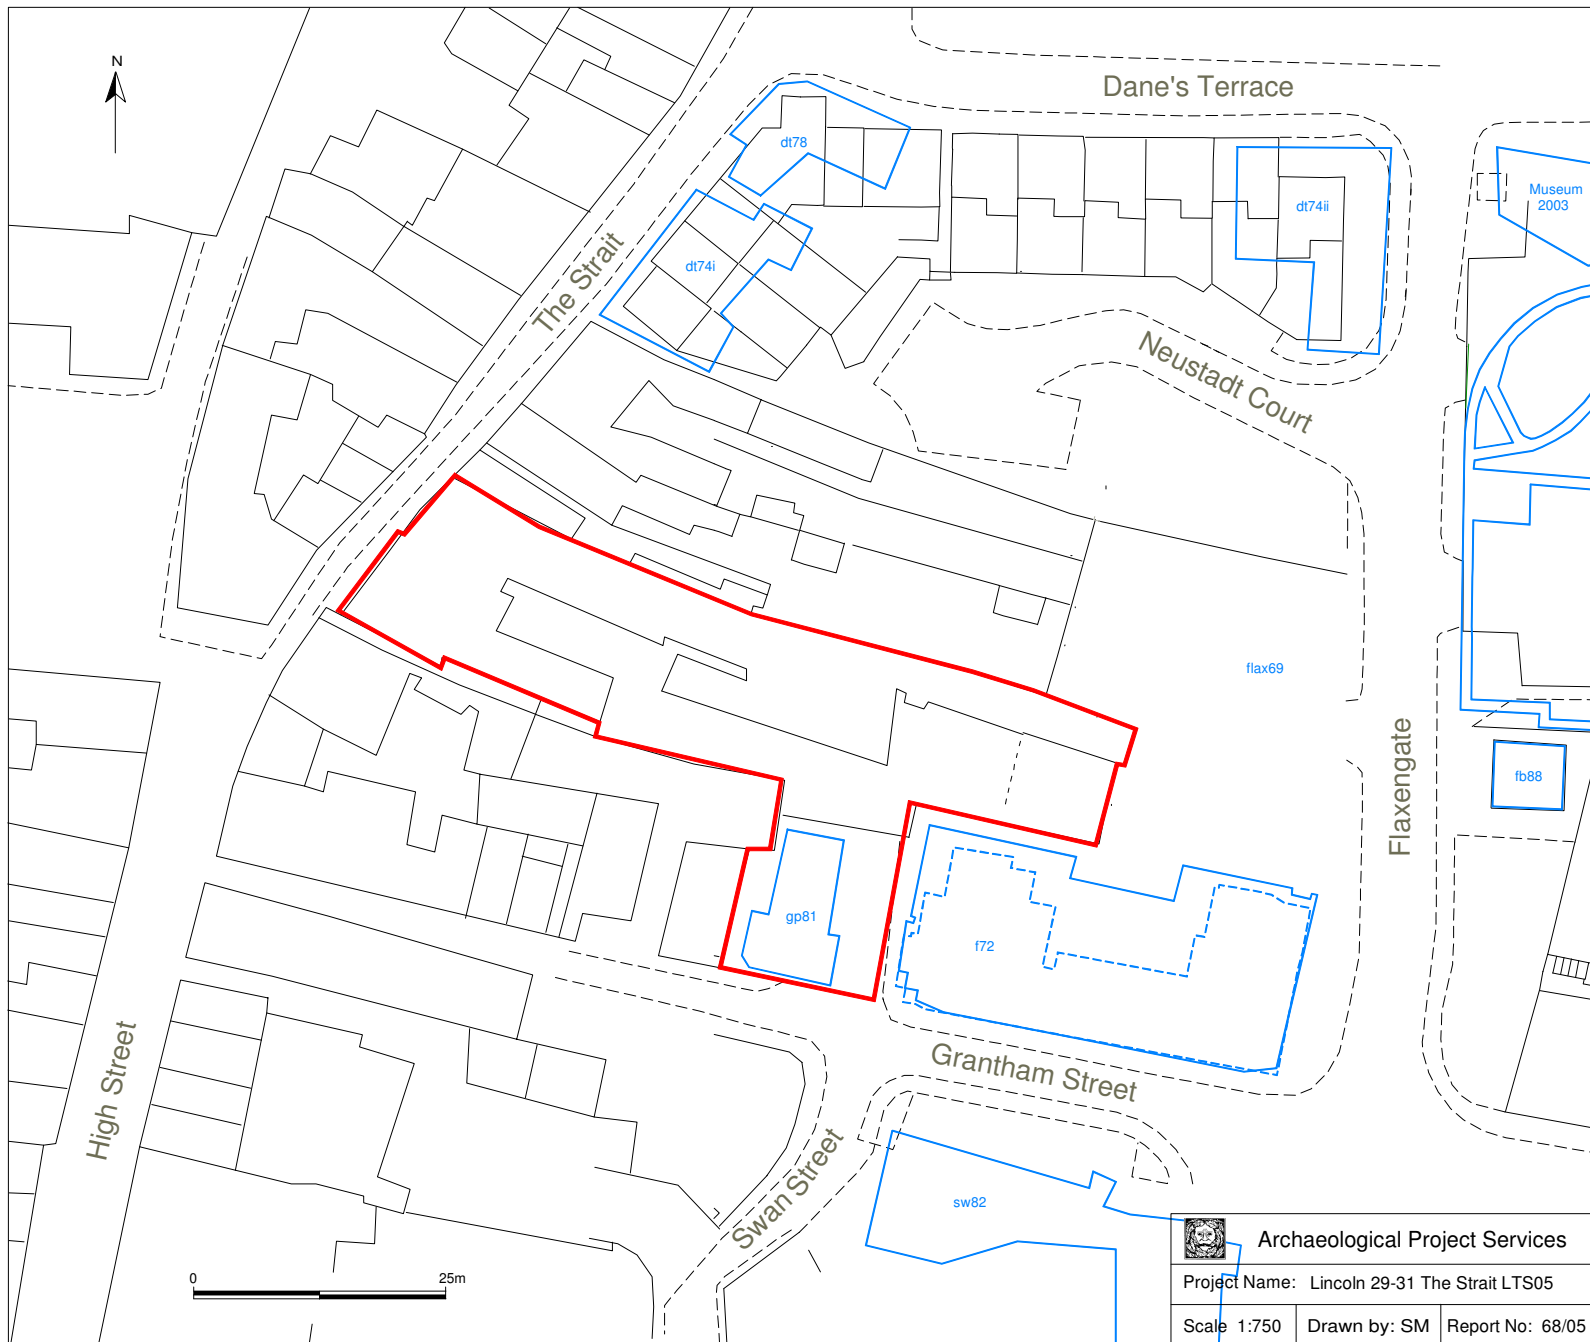 N
Dane's Terrace
dt78
Museum
2003
dt74ii
The Strait
dt74i
Neustadt Court
flax69
Flaxengate
fb88
gp81
f72
Grantham Street
High Street
Swan Street
sw82
0 25m
Archaeological Project Services
Project Name: Lincoln 29-31 The Strait LTS05
Scale 1:750 Drawn by: SM Report No: 68/05